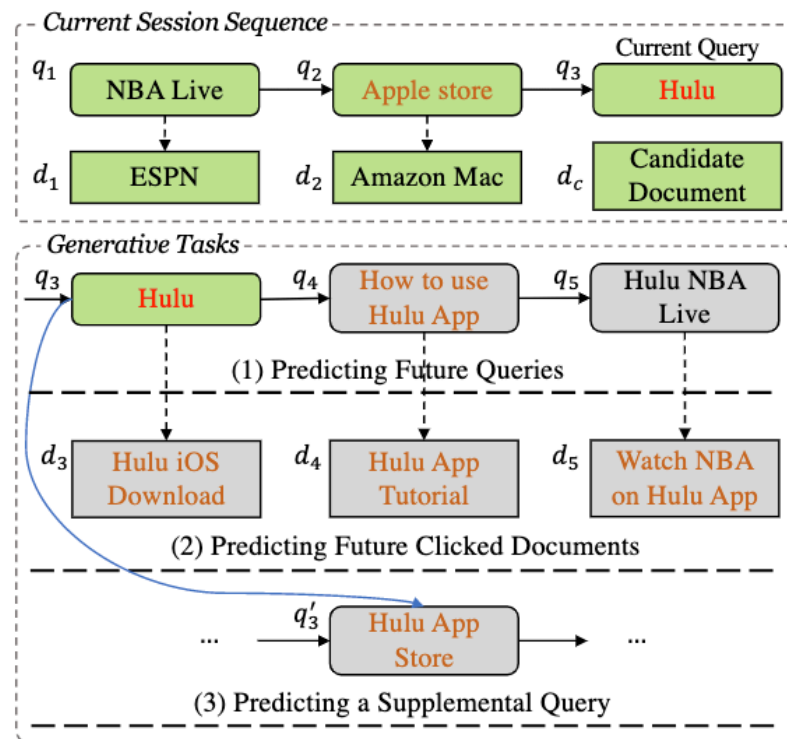 Current Session Sequence
Current Query
q₁ NBA Live q₂ Apple store q₃ Hulu
d₁ ESPN d₂ Amazon Mac d_c Candidate
Document
Generative Tasks
q₃ Hulu q₄ How to use
Hulu App q₅ Hulu NBA
Live
(1) Predicting Future Queries
d₃ Hulu iOS
Download d₄ Hulu App
Tutorial d₅ Watch NBA
on Hulu App
(2) Predicting Future Clicked Documents
... q₃′ Hulu App
Store ...
(3) Predicting a Supplemental Query